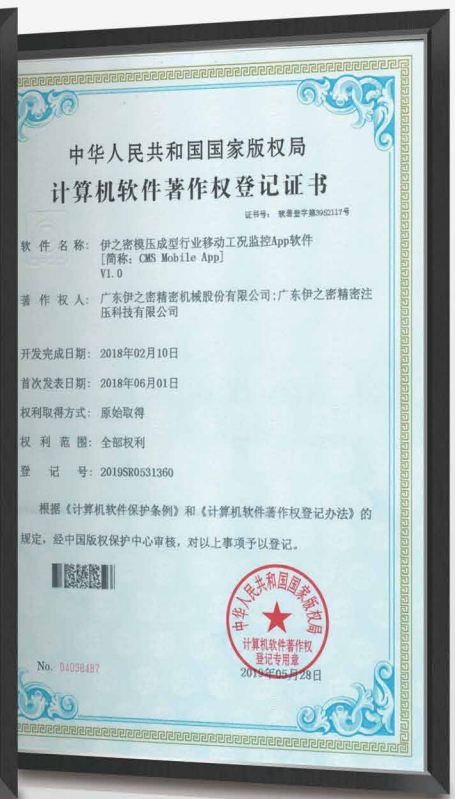 中华人民共和国国家版权局
计算机软件著作权登记证书
证书号： 软著登字第3952117号
软件名称： 伊之密模压成型行业移动工况监控App软件
[简称：CMS Mobile App]
V1.0
著作权人： 广东伊之密精密机械股份有限公司;广东伊之密精密注
压科技有限公司
开发完成日期： 2018年02月10日
首次发表日期： 2018年06月01日
权利取得方式： 原始取得
权利范围： 全部权利
登记号： 2019SR0531360
根据《计算机软件保护条例》和《计算机软件著作权登记办法》的
规定，经中国版权保护中心审核，对以上事项予以登记。
中华人民共和国国家版权局
计算机软件著作权
登记专用章
2019年05月28日
No. 04036487